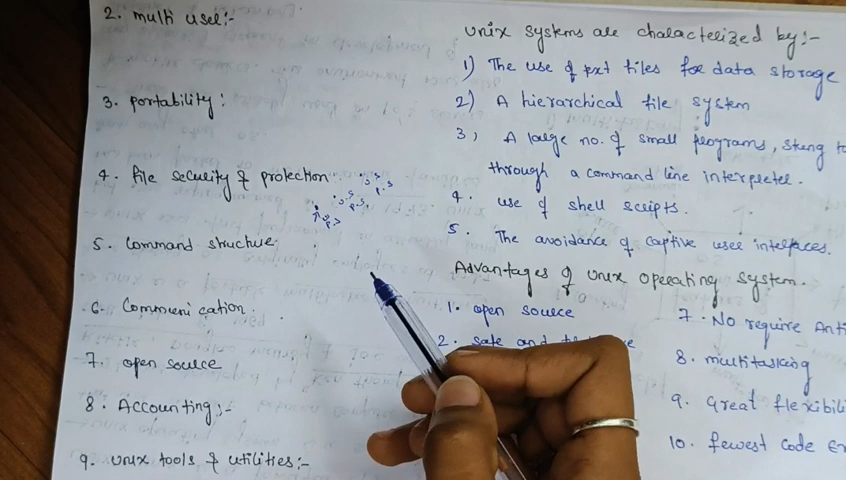 2. multi user:-
3. portability:
4. file security & protection
5. Command structure
6. Communication.
7. open source
8. Accounting:-
9. unix tools & utilities:-
unix systems are characterized by:-
1) The use of pxt files for data storage
2) A hierarchical file system
3, A large no. of small programs, strung
through a command line interpreter.
4. use of shell scripts.
5. The avoidance of captive user interfaces.
Advantages of unix operating system.
1. open source
2. safe and
7. No require Anti
8. multitasking
9. Great flexibili
10. fewest code